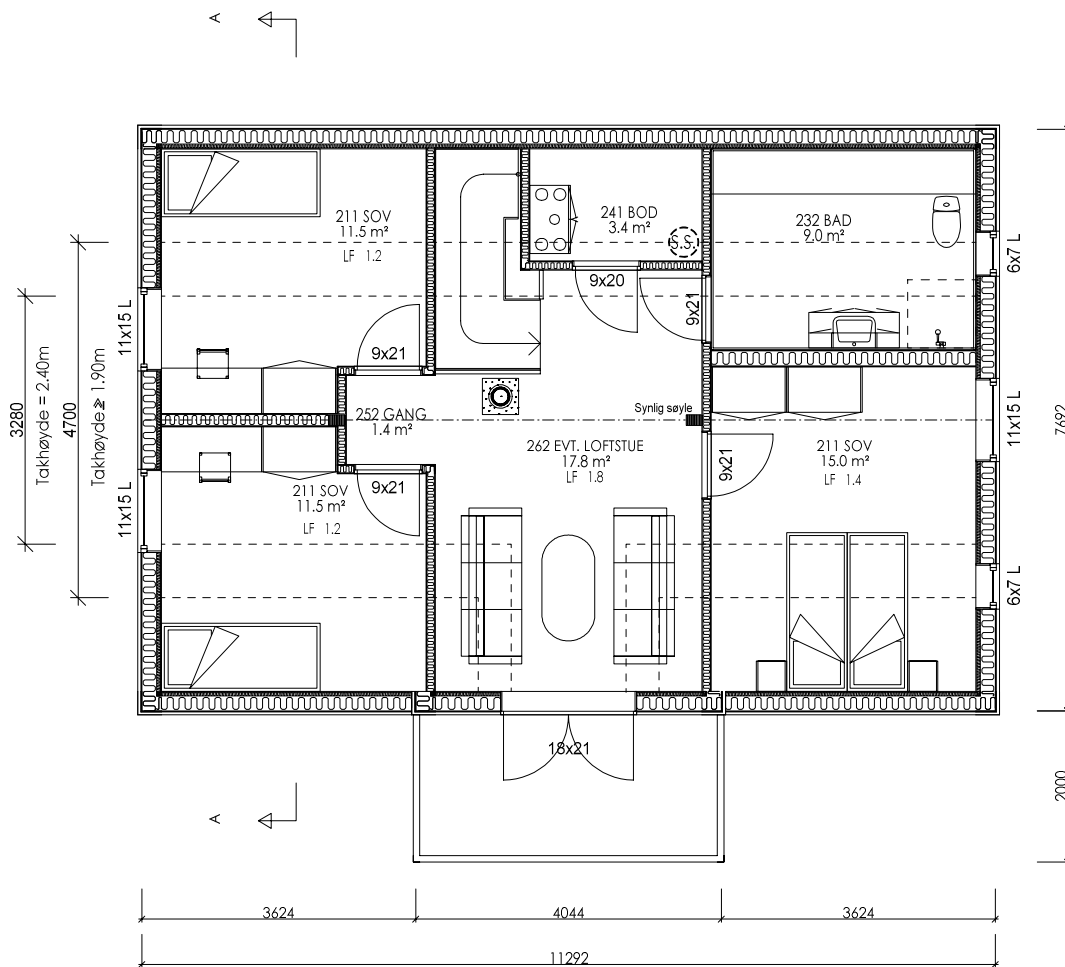 A
211 SOV
11.5 m²
LF 1.2
241 BOD
3.4 m²
S.S.
232 BAD
9.0 m²
6x7 L
9x20
9x21
11x15 L
9x21
3280
Takhøyde = 2.40m
4700
Takhøyde ≥ 1.90m
252 GANG
1.4 m²
Synlig søyle
262 EVT. LOFTSTUE
17.8 m²
LF 1.8
9x21
211 SOV
15.0 m²
LF 1.4
11x15 L
7692
211 SOV
11.5 m²
LF 1.2
9x21
11x15 L
6x7 L
18x21
2000
A
3624
4044
3624
11292